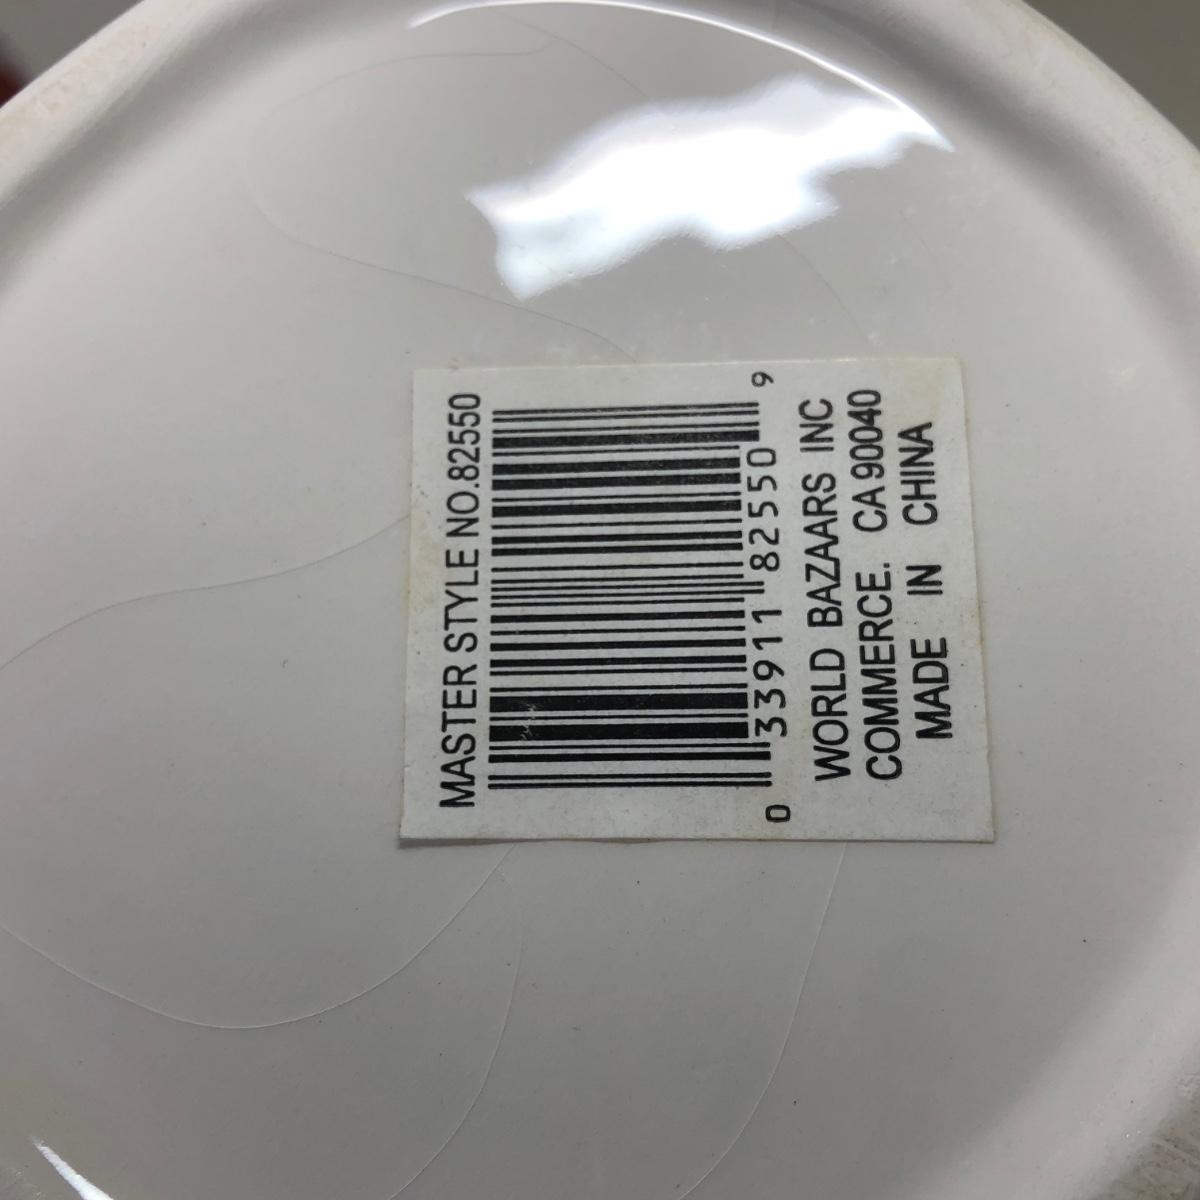 MASTER STYLE NO.82550
0 33911 82550 9
WORLD BAZAARS INC
COMMERCE. CA 90040
MADE IN CHINA